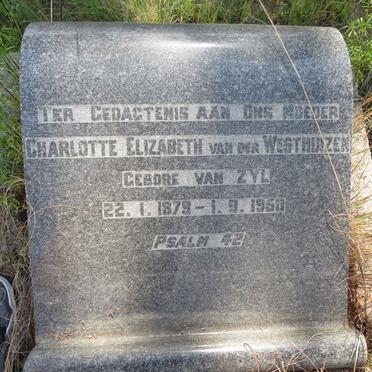 TER GEDAGTENIS AAN ONS MOEDER
CHARLOTTE ELIZABETH VAN DER WESTHUIZEN
GEBORE VAN ZYL
22. 1. 1879 – 1. 9. 1950
PSALM 42